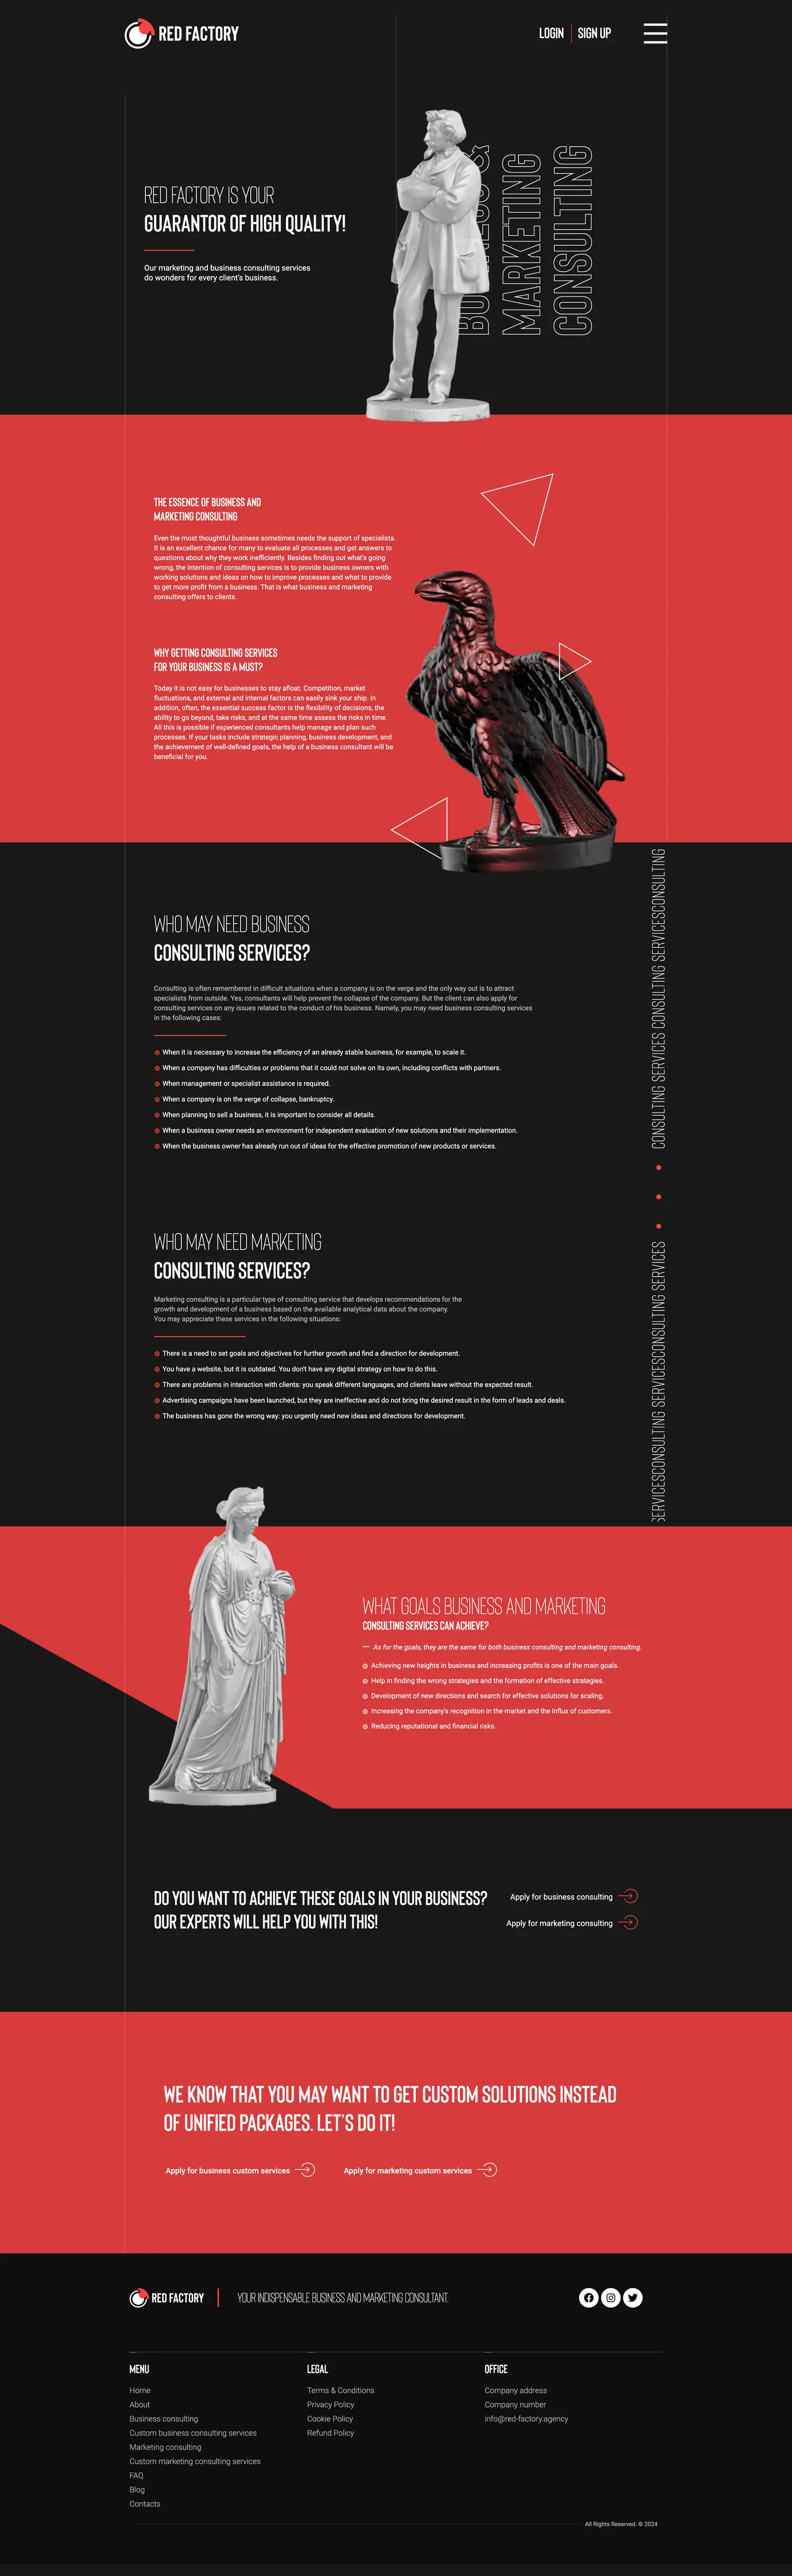 RED FACTORY
LOGIN
SIGN UP
RED FACTORY IS YOUR
GUARANTOR OF HIGH QUALITY!
Our marketing and business consulting services
do wonders for every client's business.
&
MARKETING
CONSULTING
THE ESSENCE OF BUSINESS AND
MARKETING CONSULTING
Even the most thoughtful business sometimes needs the support of specialists.
It is an excellent chance for many to evaluate all processes and get answers to
questions about why they work inefficiently. Besides finding out what's going
wrong, the intention of consulting services is to provide business owners with
working solutions and ideas on how to improve processes and what to provide
to get more profit from a business. That is what business and marketing
consulting offers to clients.
WHY GETTING CONSULTING SERVICES
FOR YOUR BUSINESS IS A MUST?
Today it is not easy for businesses to stay afloat. Competition, market
fluctuations, and external and internal factors can easily sink your ship. In
addition, often, the essential success factor is the flexibility of decisions, the
ability to go beyond, take risks, and at the same time assess the risks in time.
All this is possible if experienced consultants help manage and plan such
processes. If your tasks include strategic planning, business development, and
the achievement of well-defined goals, the help of a business consultant will be
beneficial for you.
CONSULTING SERVICES CONSULTING SERVICESCONSULTING
WHO MAY NEED BUSINESS
CONSULTING SERVICES?
Consulting is often remembered in difficult situations when a company is on the verge and the only way out is to attract
specialists from outside. Yes, consultants will help prevent the collapse of the company. But the client can also apply for
consulting services on any issues related to the conduct of his business. Namely, you may need business consulting services
in the following cases:
When it is necessary to increase the efficiency of an already stable business, for example, to scale it.
When a company has difficulties or problems that it could not solve on its own, including conflicts with partners.
When management or specialist assistance is required.
When a company is on the verge of collapse, bankruptcy.
When planning to sell a business, it is important to consider all details.
When a business owner needs an environment for independent evaluation of new solutions and their implementation.
When the business owner has already run out of ideas for the effective promotion of new products or services.
WHO MAY NEED MARKETING
CONSULTING SERVICES?
Marketing consulting is a particular type of consulting service that develops recommendations for the
growth and development of a business based on the available analytical data about the company.
You may appreciate these services in the following situations:
There is a need to set goals and objectives for further growth and find a direction for development.
You have a website, but it is outdated. You don't have any digital strategy on how to do this.
There are problems in interaction with clients: you speak different languages, and clients leave without the expected result.
Advertising campaigns have been launched, but they are ineffective and do not bring the desired result in the form of leads and deals.
The business has gone the wrong way: you urgently need new ideas and directions for development.
SERVICESCONSULTING SERVICESCONSULTING SERVICES
WHAT GOALS BUSINESS AND MARKETING
CONSULTING SERVICES CAN ACHIEVE?
— As for the goals, they are the same for both business consulting and marketing consulting.
Achieving new heights in business and increasing profits is one of the main goals.
Help in finding the wrong strategies and the formation of effective strategies.
Development of new directions and search for effective solutions for scaling.
Increasing the company's recognition in the market and the influx of customers.
Reducing reputational and financial risks.
DO YOU WANT TO ACHIEVE THESE GOALS IN YOUR BUSINESS?
OUR EXPERTS WILL HELP YOU WITH THIS!
Apply for business consulting
Apply for marketing consulting
WE KNOW THAT YOU MAY WANT TO GET CUSTOM SOLUTIONS INSTEAD
OF UNIFIED PACKAGES. LET'S DO IT!
Apply for business custom services
Apply for marketing custom services
RED FACTORY
YOUR INDISPENSABLE BUSINESS AND MARKETING CONSULTANT.
MENU
Home
About
Business consulting
Custom business consulting services
Marketing consulting
Custom marketing consulting services
FAQ
Blog
Contacts
LEGAL
Terms & Conditions
Privacy Policy
Cookie Policy
Refund Policy
OFFICE
Company address
Company number
info@red-factory.agency
All Rights Reserved. © 2024